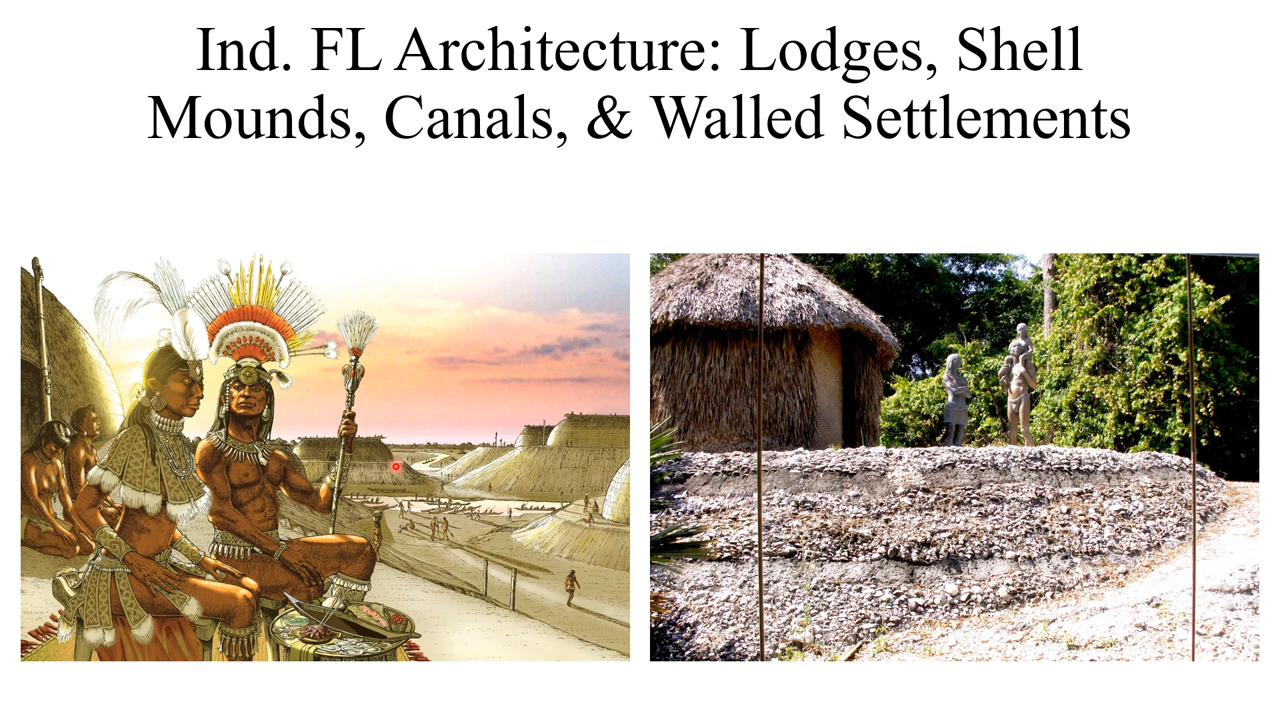 Ind. FL Architecture: Lodges, Shell
Mounds, Canals, & Walled Settlements